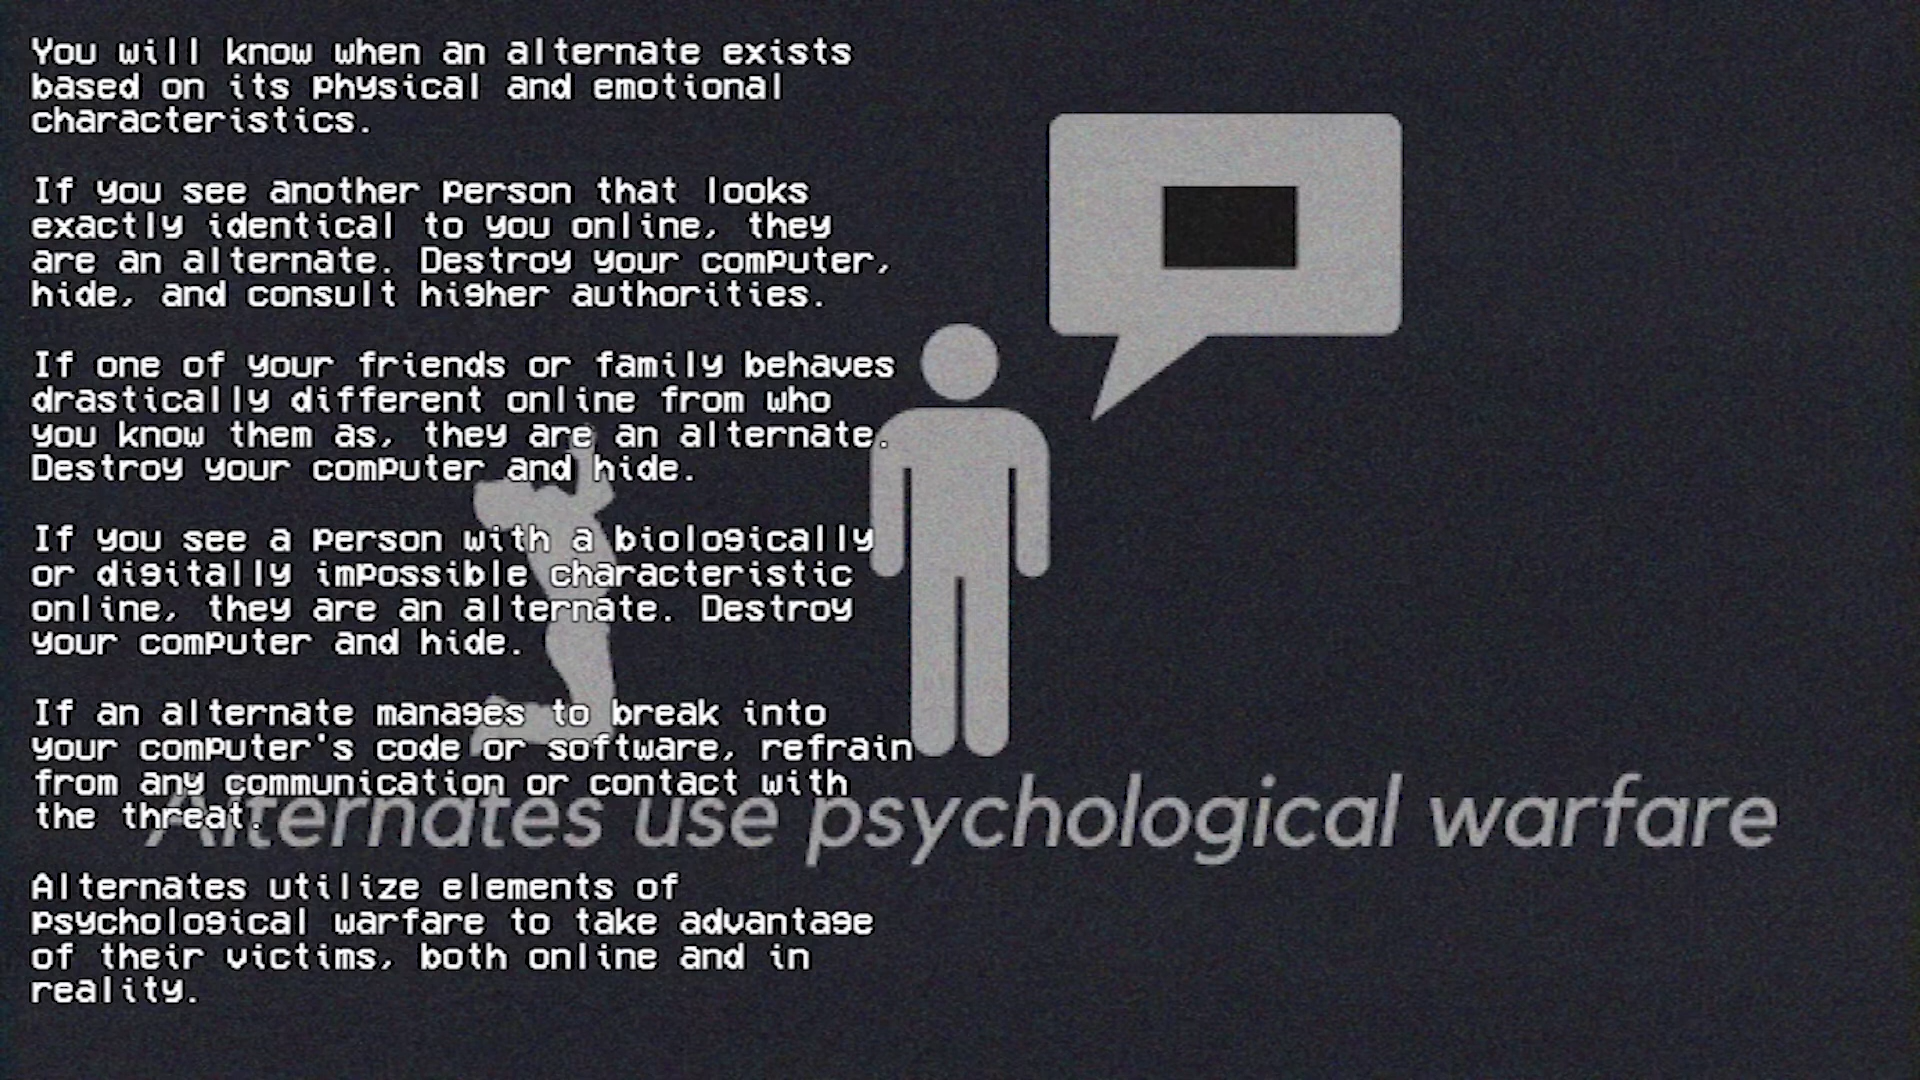 You will know when an alternate exists
based on its physical and emotional
characteristics.
If you see another person that looks
exactly identical to you online, they
are an alternate. Destroy your computer,
hide, and consult higher authorities.
If one of your friends or family behaves
drastically different online from who
you know them as, they are an alternate.
Destroy your computer and hide.
If you see a person with a biologically
or digitally impossible characteristic
online, they are an alternate. Destroy
your computer and hide.
If an alternate manages to break into
your computer's code or software, refrain
from any communication or contact with
the threat.
Alternates utilize elements of
psychological warfare to take advantage
of their victims, both online and in
reality.
Alternates use psychological warfare